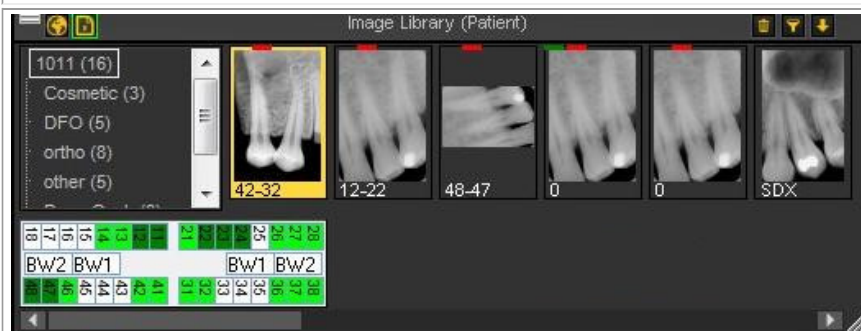 Image Library (Patient)
1011 (16)
Cosmetic (3)
DFO (5)
ortho (8)
other (5)
42-32
12-22
48-47
0
0
SDX
18 17 16 15 14 13 12 11 21 22 23 24 25 26 27 28
BW2 BW1 BW1 BW2
48 47 46 45 44 43 42 41 31 32 33 34 35 36 37 38